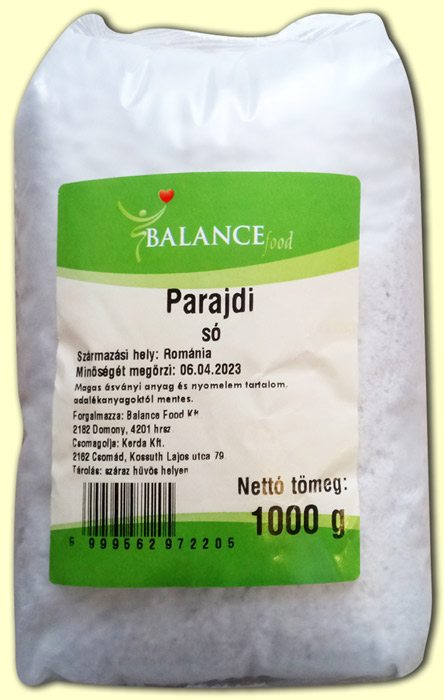 BALANCE food
Parajdi
só
Származási hely: Románia
Minőségét megőrzi: 06.04.2023
Magas ásványi anyag és nyomelem tartalom,
adalékanyagoktól mentes.
Forgalmazza: Balance Food Kft.
2182 Domony, 4201 hrsz.
Csomagolja: Kerda Kft.
2162 Csomád, Kossuth Lajos utca 79.
Tárolás: száraz hűvös helyen
Nettó tömeg:
1000 g
5 999562 972205